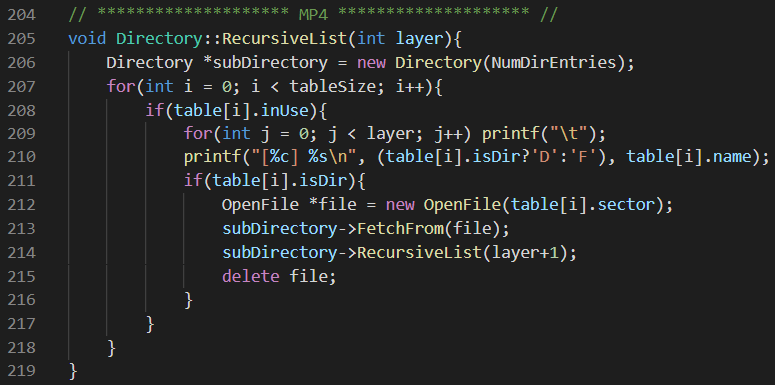 204 // ******************** MP4 ******************** //
205 void Directory::RecursiveList(int layer){
206     Directory *subDirectory = new Directory(NumDirEntries);
207     for(int i = 0; i < tableSize; i++){
208         if(table[i].inUse){
209             for(int j = 0; j < layer; j++) printf("\t");
210             printf("[%c] %s\n", (table[i].isDir?'D':'F'), table[i].name);
211             if(table[i].isDir){
212                 OpenFile *file = new OpenFile(table[i].sector);
213                 subDirectory->FetchFrom(file);
214                 subDirectory->RecursiveList(layer+1);
215                 delete file;
216             }
217         }
218     }
219 }